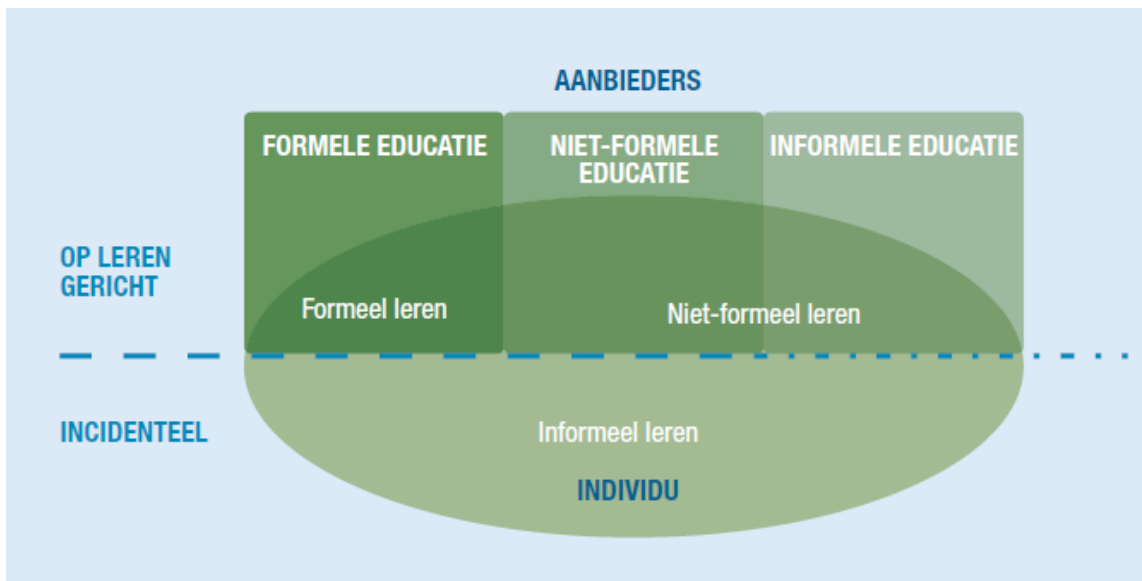 AANBIEDERS
FORMELE EDUCATIE
NIET-FORMELE
EDUCATIE
INFORMELE EDUCATIE
OP LEREN
GERICHT
Formeel leren
Niet-formeel leren
INCIDENTEEL
Informeel leren
INDIVIDU